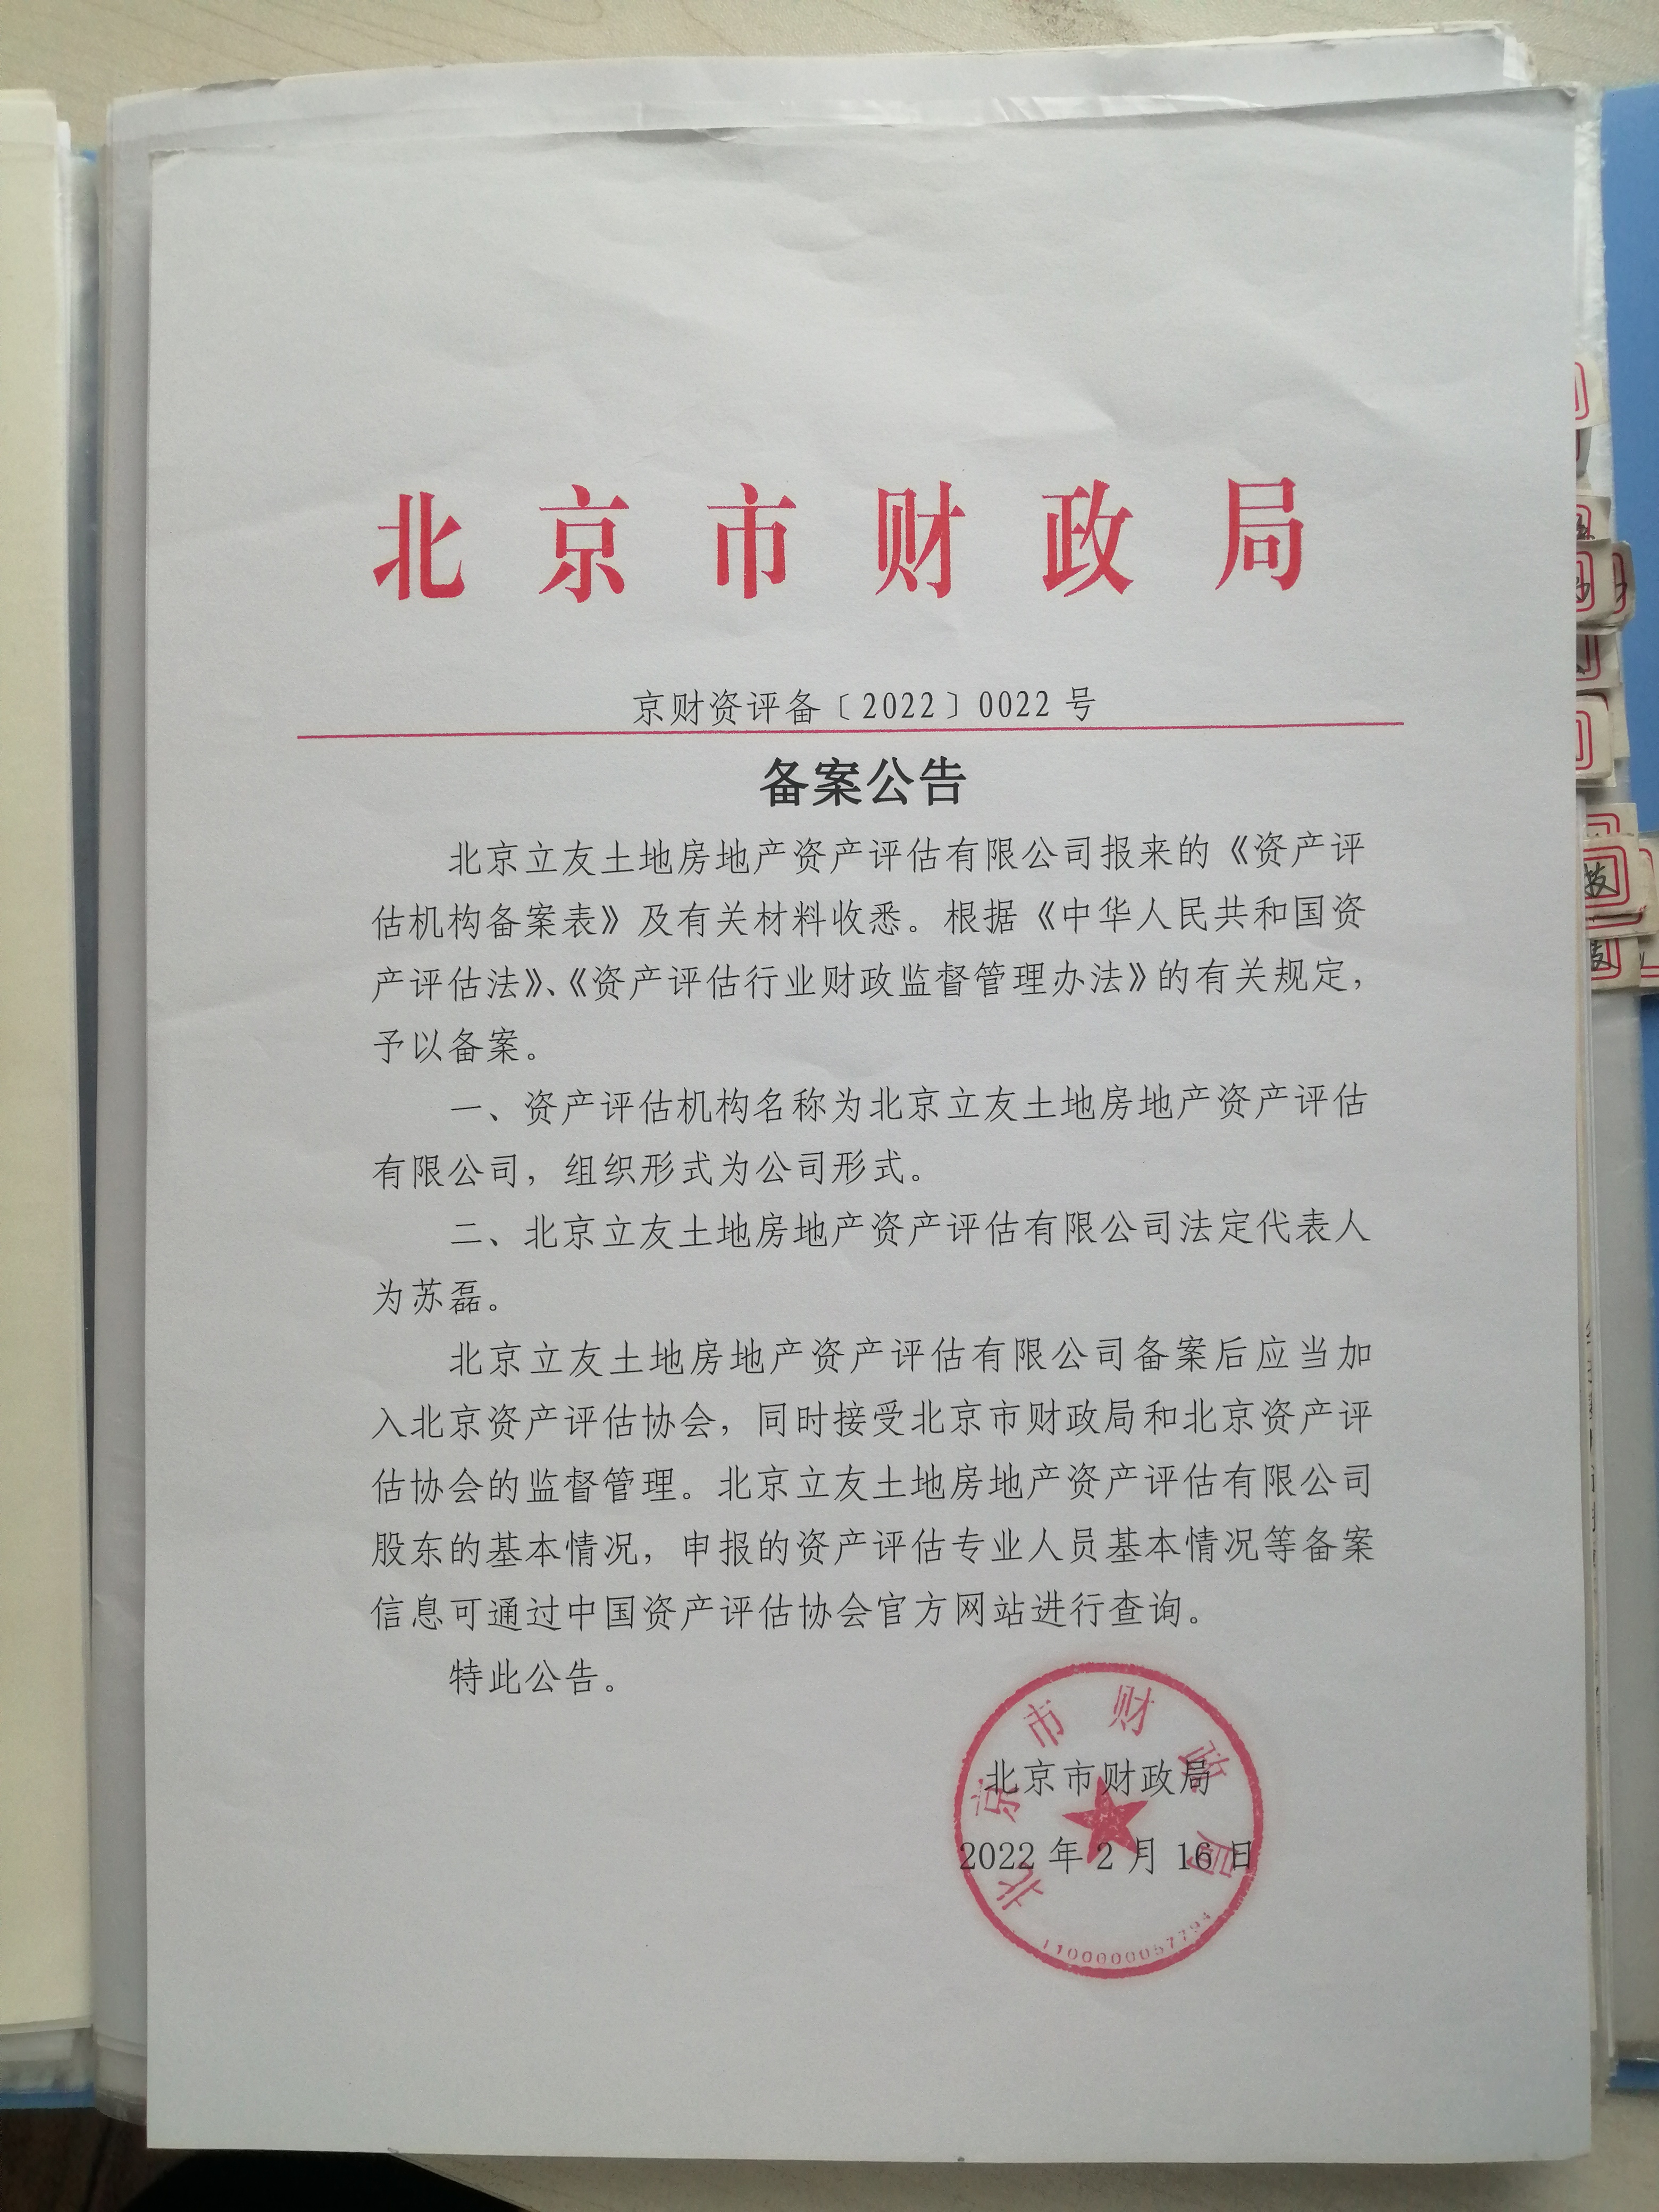 北京市财政局
京财资评备〔2022〕0022号
备案公告
北京立友土地房地产资产评估有限公司报来的《资产评
估机构备案表》及有关材料收悉。根据《中华人民共和国资
产评估法》、《资产评估行业财政监督管理办法》的有关规定，
予以备案。
一、资产评估机构名称为北京立友土地房地产资产评估
有限公司，组织形式为公司形式。
二、北京立友土地房地产资产评估有限公司法定代表人
为苏磊。
北京立友土地房地产资产评估有限公司备案后应当加
入北京资产评估协会，同时接受北京市财政局和北京资产评
估协会的监督管理。北京立友土地房地产资产评估有限公司
股东的基本情况，申报的资产评估专业人员基本情况等备案
信息可通过中国资产评估协会官方网站进行查询。
特此公告。
北京市财政局
北京市财政局
2022年2月16日
1100000057794